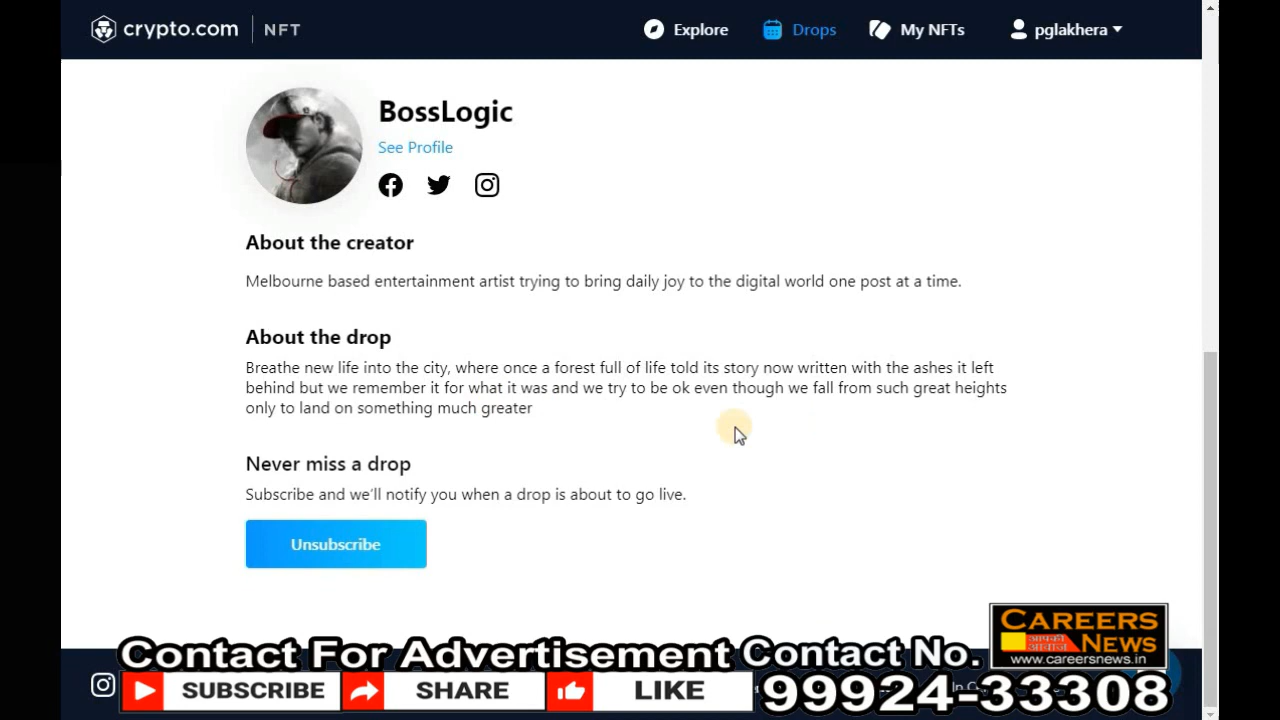 crypto.com NFT Explore Drops My NFTs pglakhera
BossLogic
See Profile
About the creator
Melbourne based entertainment artist trying to bring daily joy to the digital world one post at a time.
About the drop
Breathe new life into the city, where once a forest full of life told its story now written with the ashes it left
behind but we remember it for what it was and we try to be ok even though we fall from such great heights
only to land on something much greater
Never miss a drop
Subscribe and we'll notify you when a drop is about to go live.
Unsubscribe
CAREERS
आपकी
आवाज NEWS
www.careersnews.in
Contact For Advertisement Contact No.
SUBSCRIBE SHARE LIKE 99924-33308